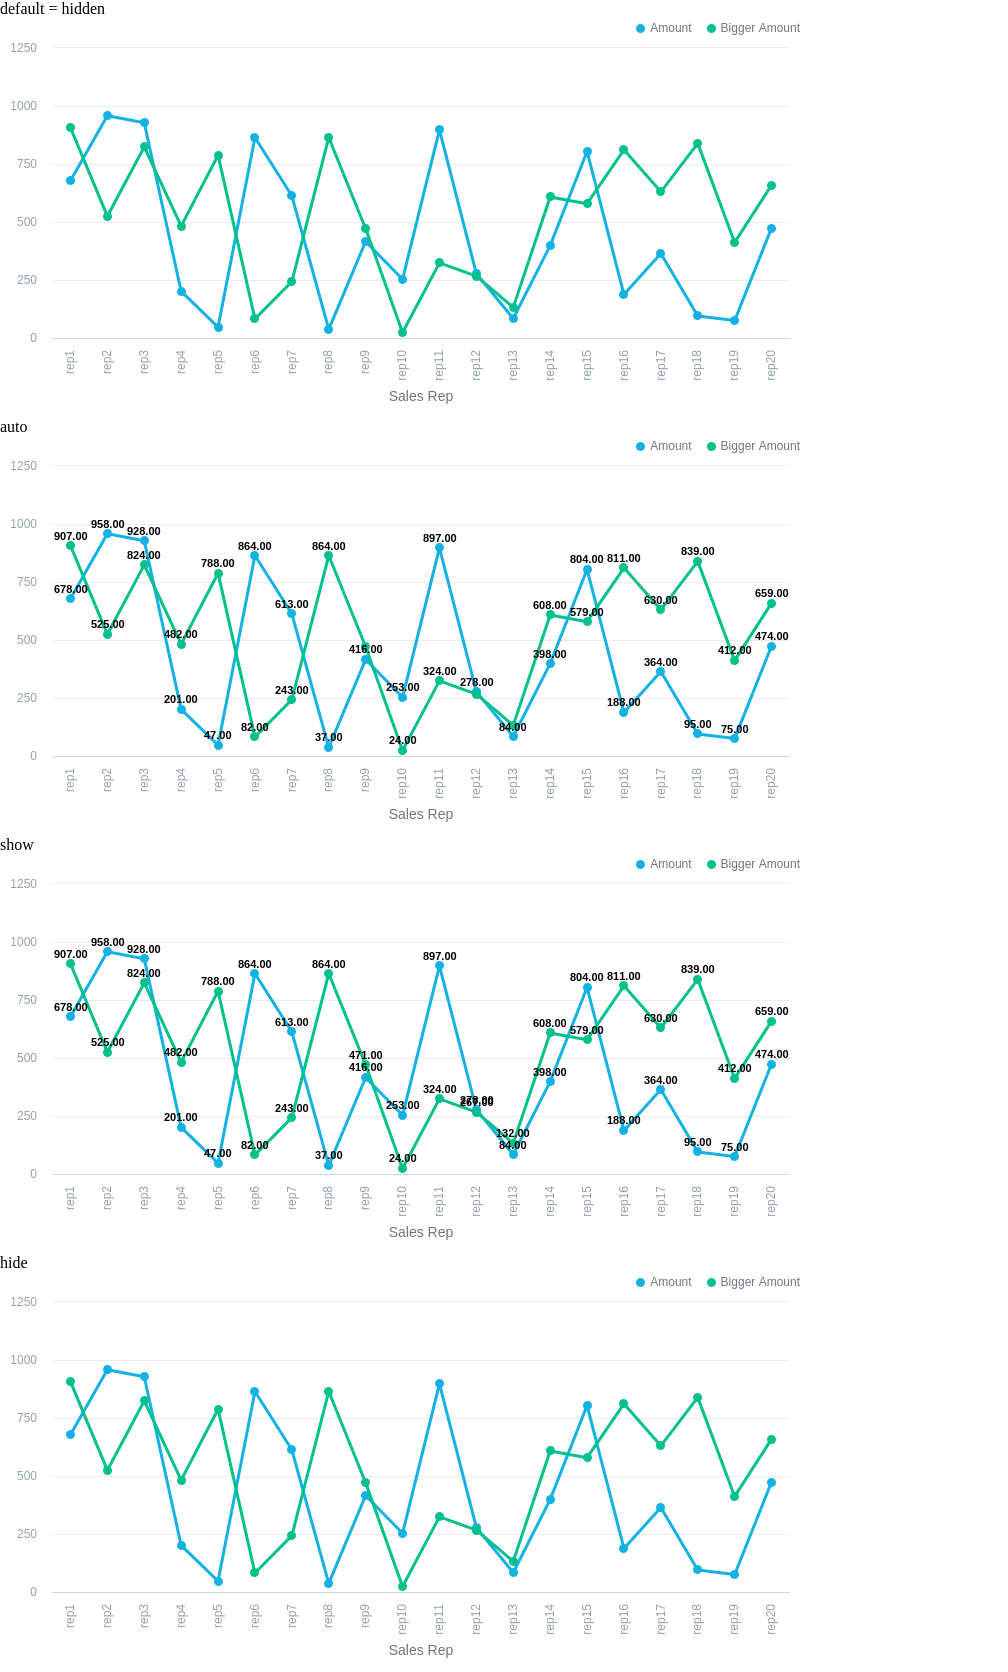 default = hidden
Amount Bigger Amount
1250
1000
750
500
250
0
rep1 rep2 rep3 rep4 rep5 rep6 rep7 rep8 rep9 rep10 rep11 rep12 rep13 rep14 rep15 rep16 rep17 rep18 rep19 rep20
Sales Rep
auto
Amount Bigger Amount
1250
1000
750
500
250
0
907.00 958.00 928.00 864.00 864.00 897.00 804.00 811.00 839.00
678.00 824.00 788.00 613.00 608.00 579.00 630.00 659.00
525.00 482.00 416.00 398.00 412.00 474.00
201.00 243.00 253.00 324.00 278.00 188.00 364.00
47.00 82.00 37.00 24.00 84.00 95.00 75.00
rep1 rep2 rep3 rep4 rep5 rep6 rep7 rep8 rep9 rep10 rep11 rep12 rep13 rep14 rep15 rep16 rep17 rep18 rep19 rep20
Sales Rep
show
Amount Bigger Amount
1250
1000
750
500
250
0
907.00 958.00 928.00 864.00 864.00 897.00 804.00 811.00 839.00
678.00 824.00 788.00 613.00 608.00 579.00 630.00 659.00
525.00 482.00 471.00 398.00 412.00 474.00
416.00
201.00 243.00 253.00 324.00 188.00 364.00
132.00
47.00 82.00 37.00 24.00 84.00 95.00 75.00
rep1 rep2 rep3 rep4 rep5 rep6 rep7 rep8 rep9 rep10 rep11 rep12 rep13 rep14 rep15 rep16 rep17 rep18 rep19 rep20
Sales Rep
hide
Amount Bigger Amount
1250
1000
750
500
250
0
rep1 rep2 rep3 rep4 rep5 rep6 rep7 rep8 rep9 rep10 rep11 rep12 rep13 rep14 rep15 rep16 rep17 rep18 rep19 rep20
Sales Rep